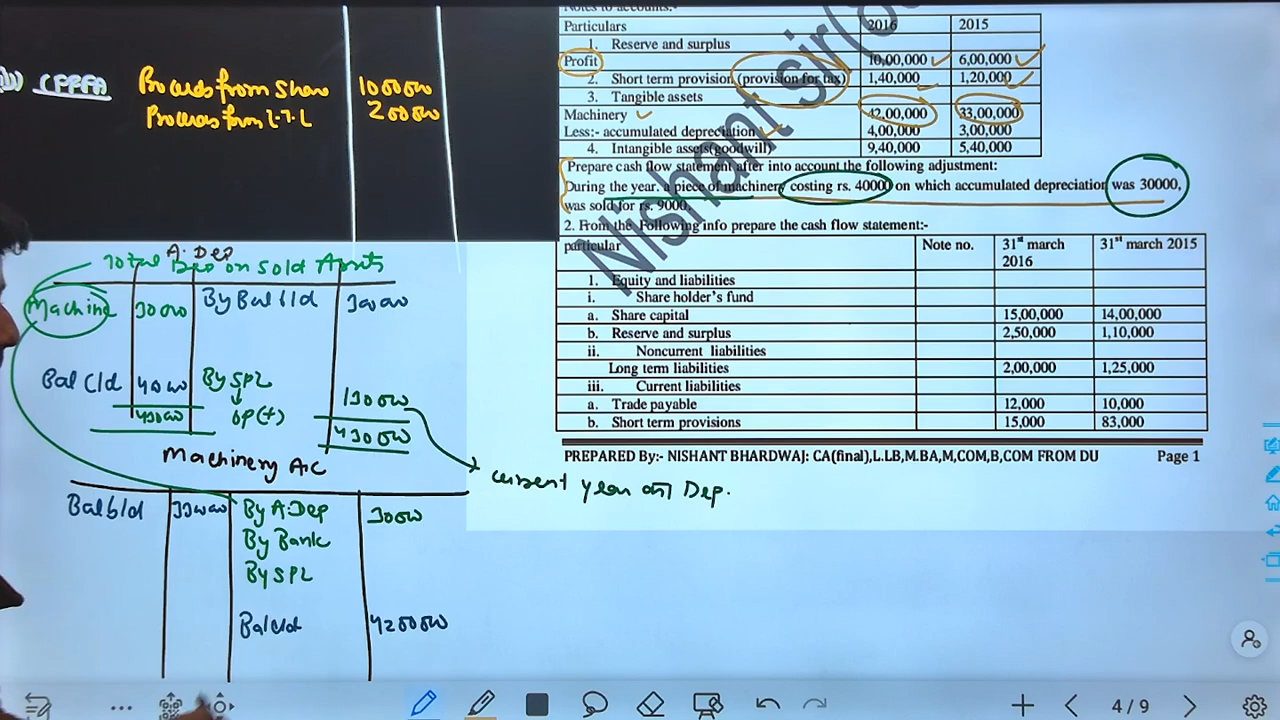 Notes to accounts:-
Particulars 2016 2015
1. Reserve and surplus
Profit 10,00,000 6,00,000
2. Short term provision (provision for tax) 1,40,000 1,20,000
3. Tangible assets
Machinery 42,00,000 33,00,000
Less:- accumulated depreciation 4,00,000 3,00,000
4. Intangible assets(goodwill) 9,40,000 5,40,000
Prepare cash flow statement after into account the following adjustment:
During the year. a piece of machinery costing rs. 40000 on which accumulated depreciation was 30000,
was sold for rs. 9000.
2. From the Following info prepare the cash flow statement:-
particular Note no. 31st march 2016 31st march 2015
1. Equity and liabilities
i. Share holder's fund
a. Share capital 15,00,000 14,00,000
b. Reserve and surplus 2,50,000 1,10,000
ii. Noncurrent liabilities
Long term liabilities 2,00,000 1,25,000
iii. Current liabilities
a. Trade payable 12,000 10,000
b. Short term provisions 15,000 83,000
PREPARED By:- NISHANT BHARDWAJ: CA(final),L.LB,M.BA,M,COM,B,COM FROM DU Page 1
Nishant sir
Proceeds from Share 1000000
Proceeds from L.T.L 200000
A. Dep
Total Dep on Sold Assets
Machine 30000 By Bal b/d 300000
Bal C/d 400000 By SPL 130000
430000 op(+) 430000
Machinery A/C
current year Dep.
Bal b/d 3300000 By A.Dep 30000
By Bank
By SPL
Bal c/d 4200000
4 / 9